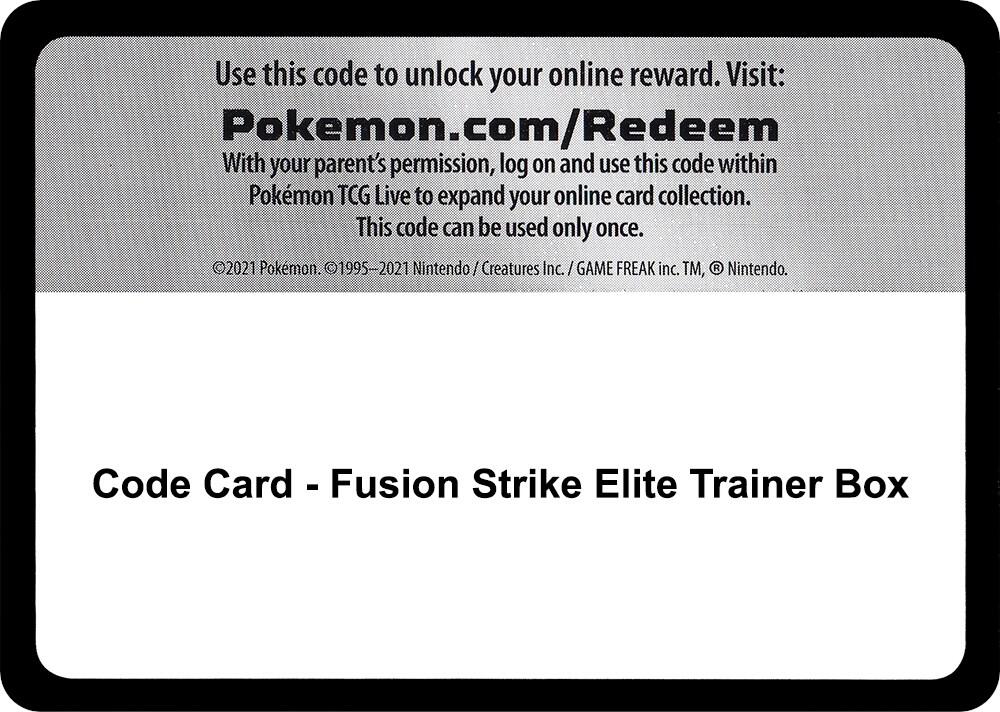 Use this code to unlock your online reward. Visit:
Pokemon.com/Redeem
With your parent's permission, log on and use this code within
Pokémon TCG Live to expand your online card collection.
This code can be used only once.
©2021 Pokémon. ©1995–2021 Nintendo / Creatures Inc. / GAME FREAK inc. TM, ® Nintendo.
Code Card - Fusion Strike Elite Trainer Box